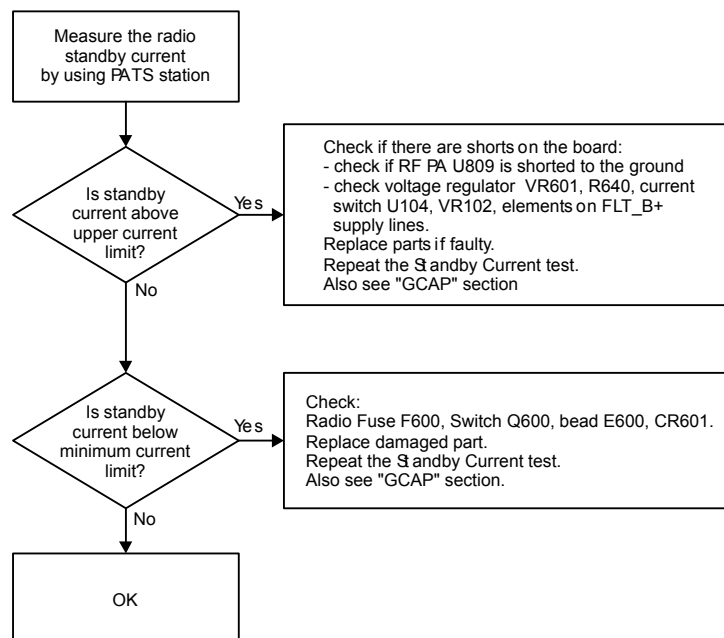 Measure the radio
standby current
by using PATS station
Is standby
current above
upper current
limit?
Yes
Check if there are shorts on the board:
- check if RF PA U809 is shorted to the ground
- check voltage regulator VR601, R640, current
switch U104, VR102, elements on FLT_B+
supply lines.
Replace parts if faulty.
Repeat the Standby Current test.
Also see "GCAP" section
No
Is standby
current below
minimum current
limit?
Yes
Check:
Radio Fuse F600, Switch Q600, bead E600, CR601.
Replace damaged part.
Repeat the Standby Current test.
Also see "GCAP" section.
No
OK